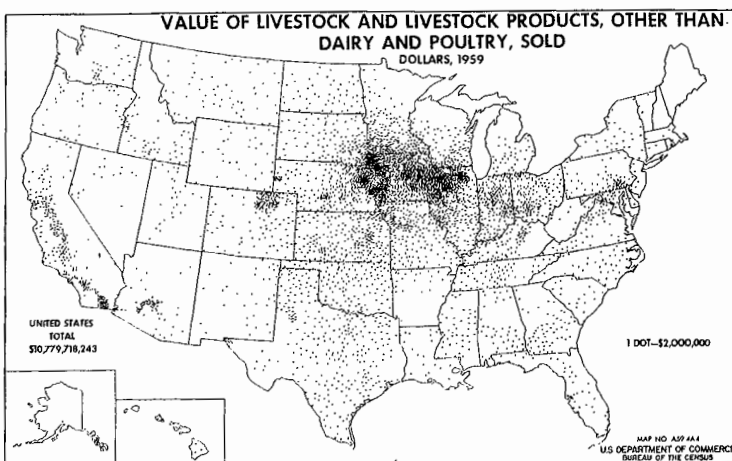 VALUE OF LIVESTOCK AND LIVESTOCK PRODUCTS, OTHER THAN
DAIRY AND POULTRY, SOLD
DOLLARS, 1959
UNITED STATES
TOTAL
$10,779,718,243
1 DOT—$2,000,000
MAP NO. A59 4A4
U.S DEPARTMENT OF COMMERCE
BUREAU OF THE CENSUS